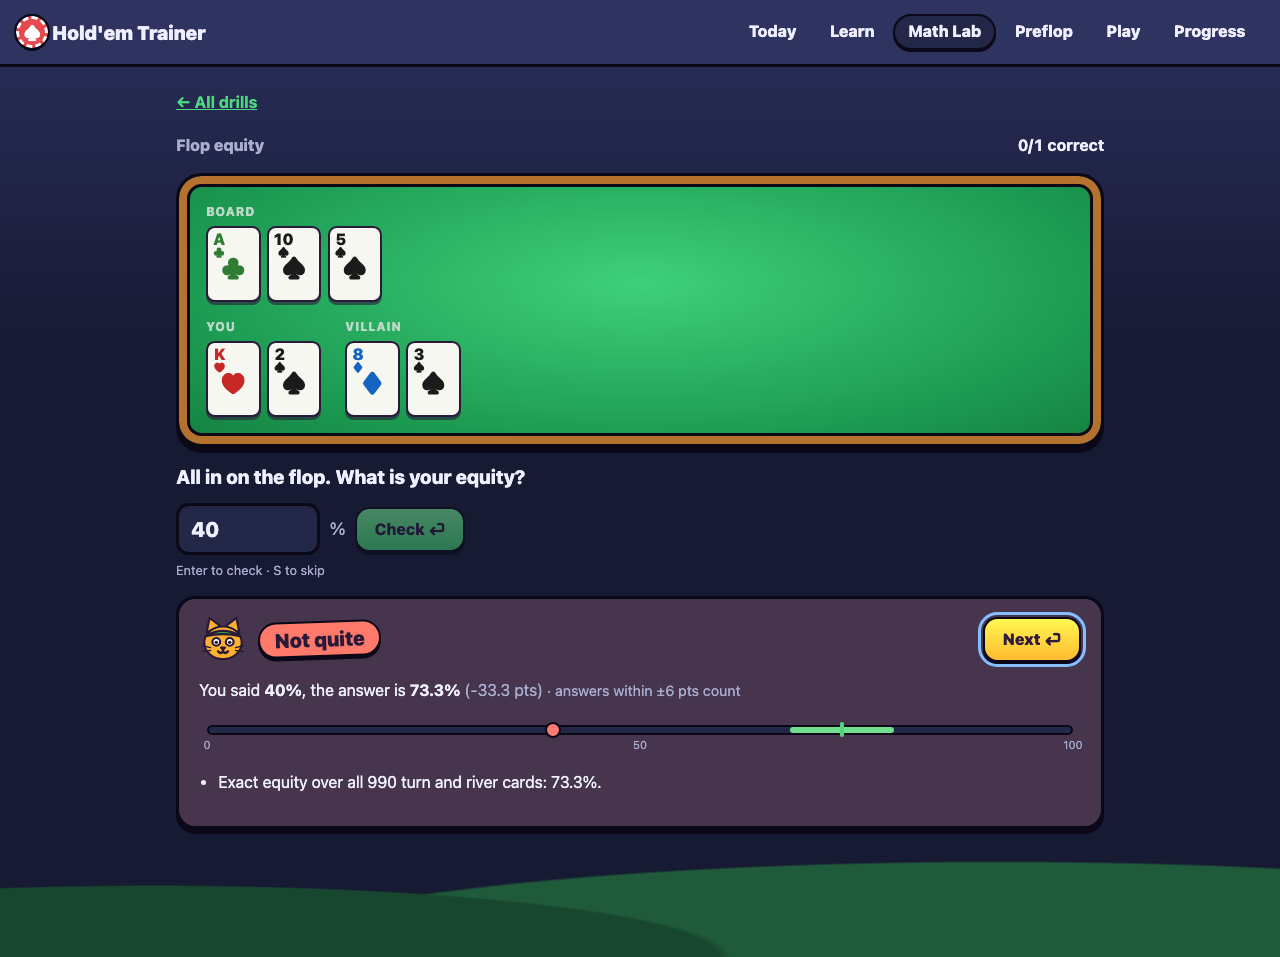 Hold'em Trainer
Today Learn Math Lab Preflop Play Progress
← All drills
Flop equity 0/1 correct
BOARD
A 10 5
YOU VILLAIN
K 2 8 3
All in on the flop. What is your equity?
40 % Check ⏎
Enter to check · S to skip
Not quite Next ⏎
You said 40%, the answer is 73.3% (-33.3 pts) · answers within ±6 pts count
0 50 100
• Exact equity over all 990 turn and river cards: 73.3%.